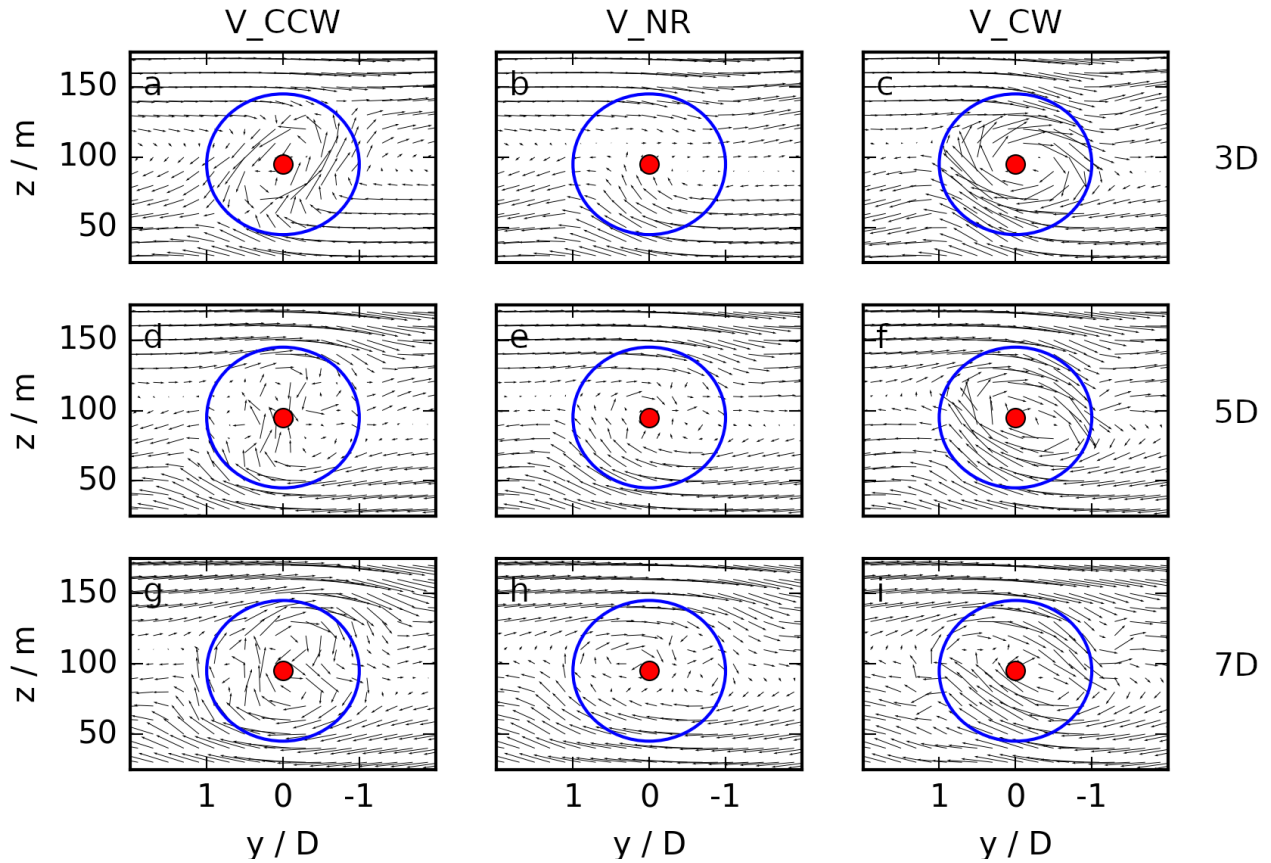 V_CCW V_NR V_CW
150 a b c
z / m 100 3D
50
150 d e f
z / m 100 5D
50
150 g h i
z / m 100 7D
50
1 0 -1 1 0 -1 1 0 -1
y / D y / D y / D